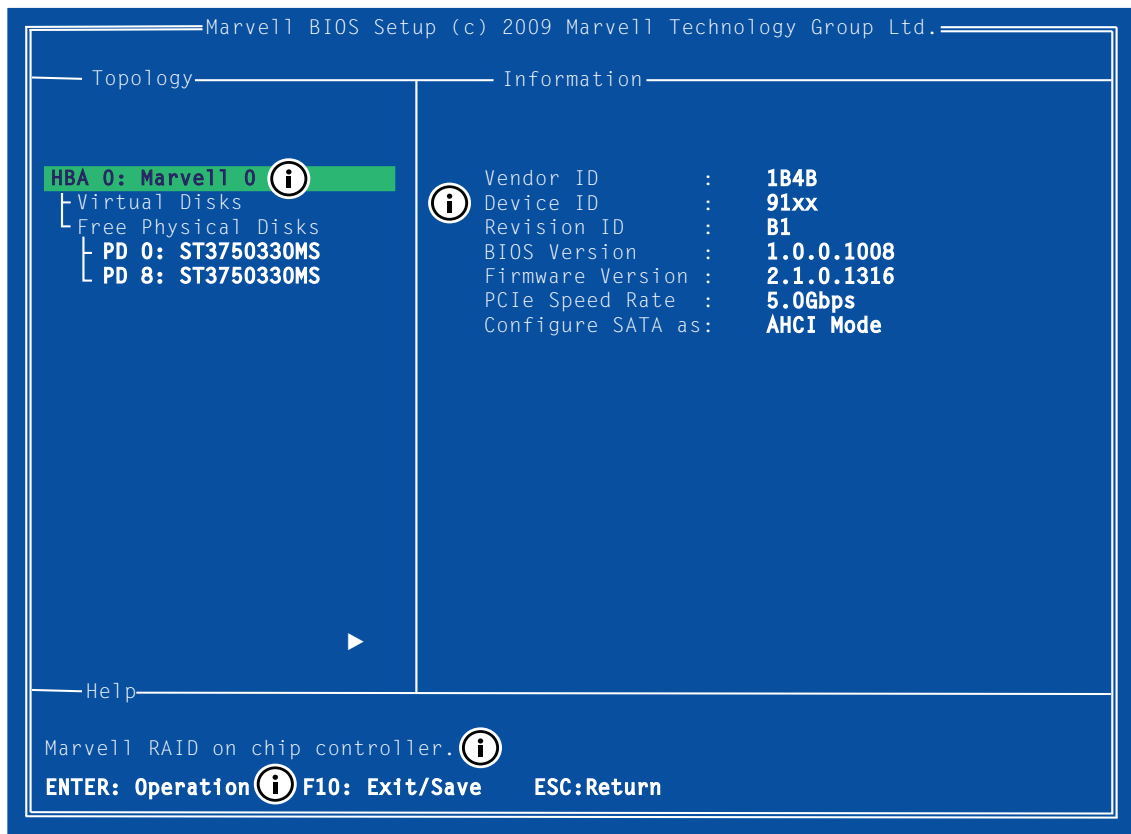 Marvell BIOS Setup (c) 2009 Marvell Technology Group Ltd.
Topology
Information
HBA 0: Marvell 0 i
Virtual Disks
Free Physical Disks
PD 0: ST3750330MS
PD 8: ST3750330MS
Vendor ID : 1B4B
i Device ID : 91xx
Revision ID : B1
BIOS Version : 1.0.0.1008
Firmware Version : 2.1.0.1316
PCIe Speed Rate : 5.0Gbps
Configure SATA as: AHCI Mode
Help
Marvell RAID on chip controller. i
ENTER: Operation i F10: Exit/Save ESC:Return